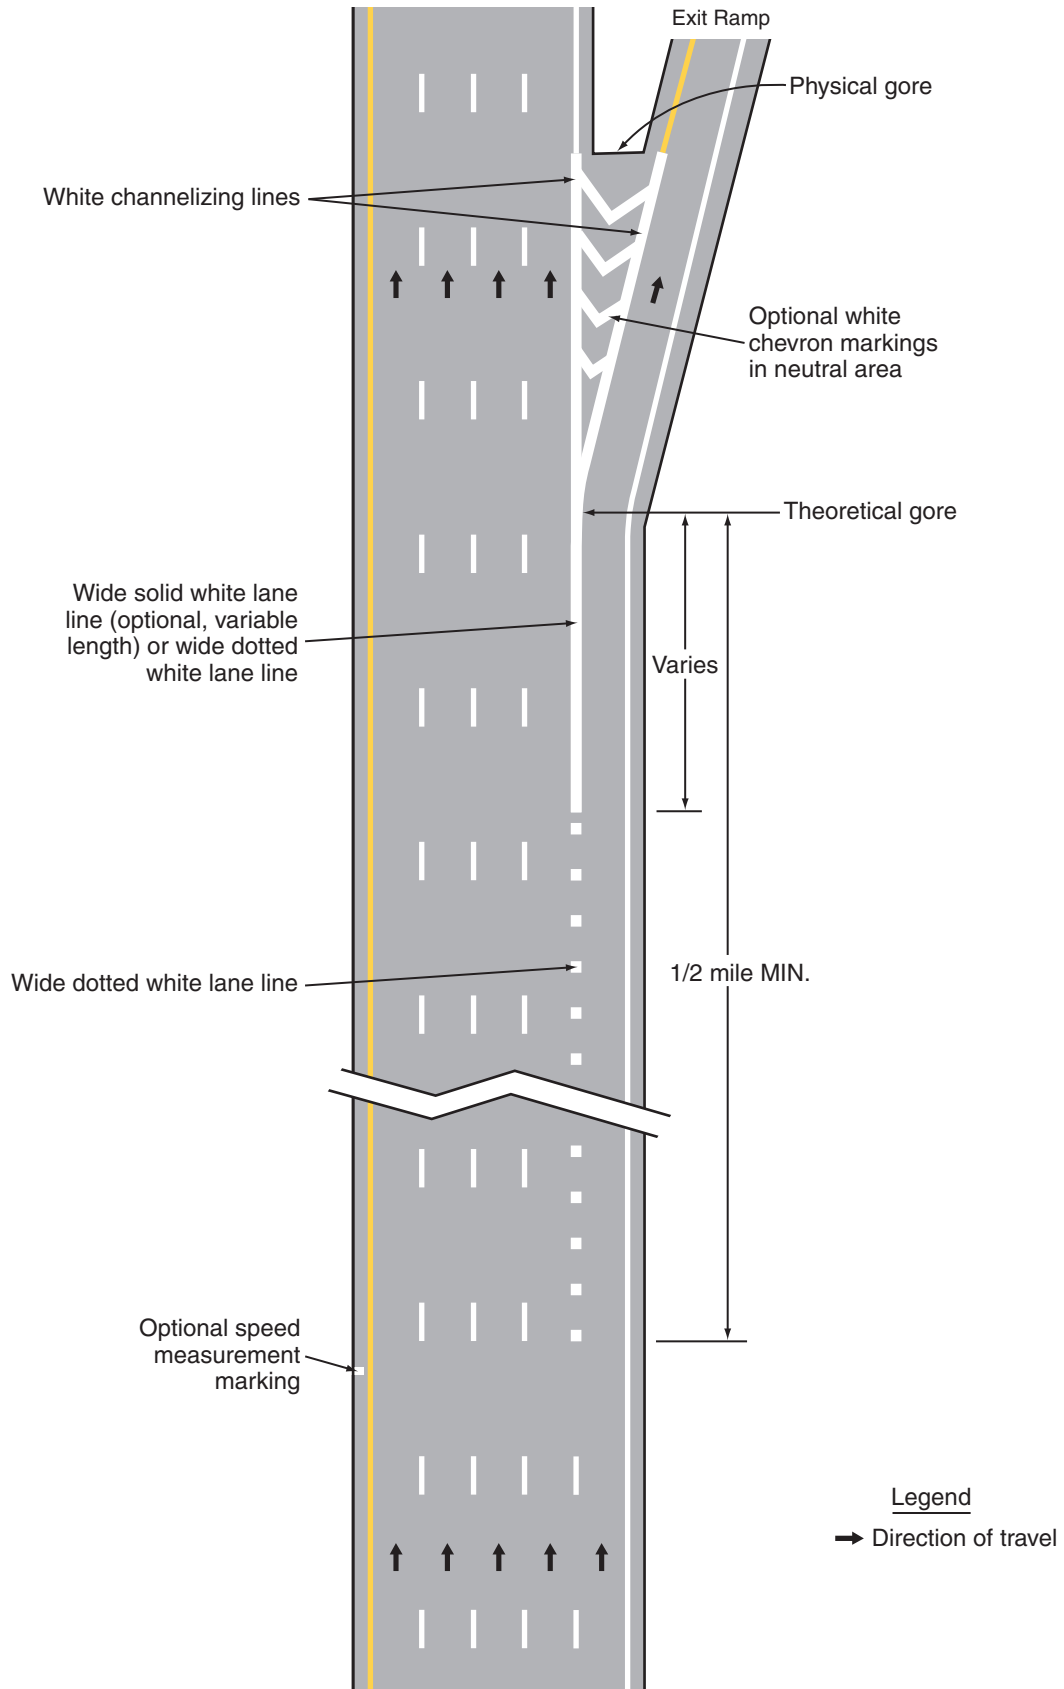 Exit Ramp
Physical gore
White channelizing lines
Optional white
chevron markings
in neutral area
Theoretical gore
Wide solid white lane
line (optional, variable
length) or wide dotted
white lane line
Varies
Wide dotted white lane line
1/2 mile MIN.
Optional speed
measurement
marking
Legend
Direction of travel